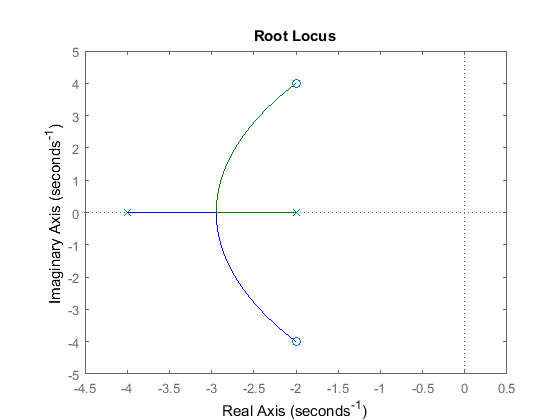 Root Locus
Imaginary Axis (seconds⁻¹)
5
4
3
2
1
0
-1
-2
-3
-4
-5
-4.5 -4 -3.5 -3 -2.5 -2 -1.5 -1 -0.5 0 0.5
Real Axis (seconds⁻¹)